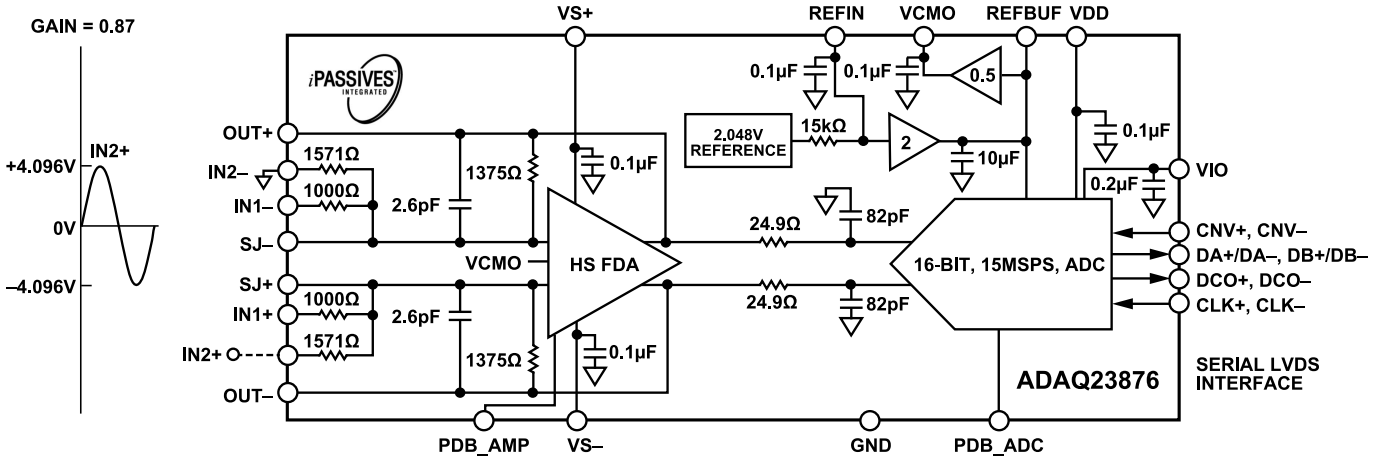 GAIN = 0.87
IN2+
+4.096V
0V
–4.096V
VS+
REFIN
VCMO
REFBUF
VDD
iPASSIVES™
INTEGRATED
0.1µF
0.1µF
0.5
OUT+
1571Ω
IN2–
1000Ω
IN1–
2.6pF
1375Ω
0.1µF
2.048V
REFERENCE
15kΩ
2
10µF
0.1µF
0.2µF
VIO
SJ–
VCMO
HS FDA
24.9Ω
82pF
16-BIT, 15MSPS, ADC
CNV+, CNV–
DA+/DA–, DB+/DB–
DCO+, DCO–
CLK+, CLK–
SJ+
1000Ω
IN1+
1571Ω
IN2+
2.6pF
1375Ω
0.1µF
24.9Ω
82pF
OUT–
ADAQ23876
SERIAL LVDS
INTERFACE
PDB_AMP
VS–
GND
PDB_ADC